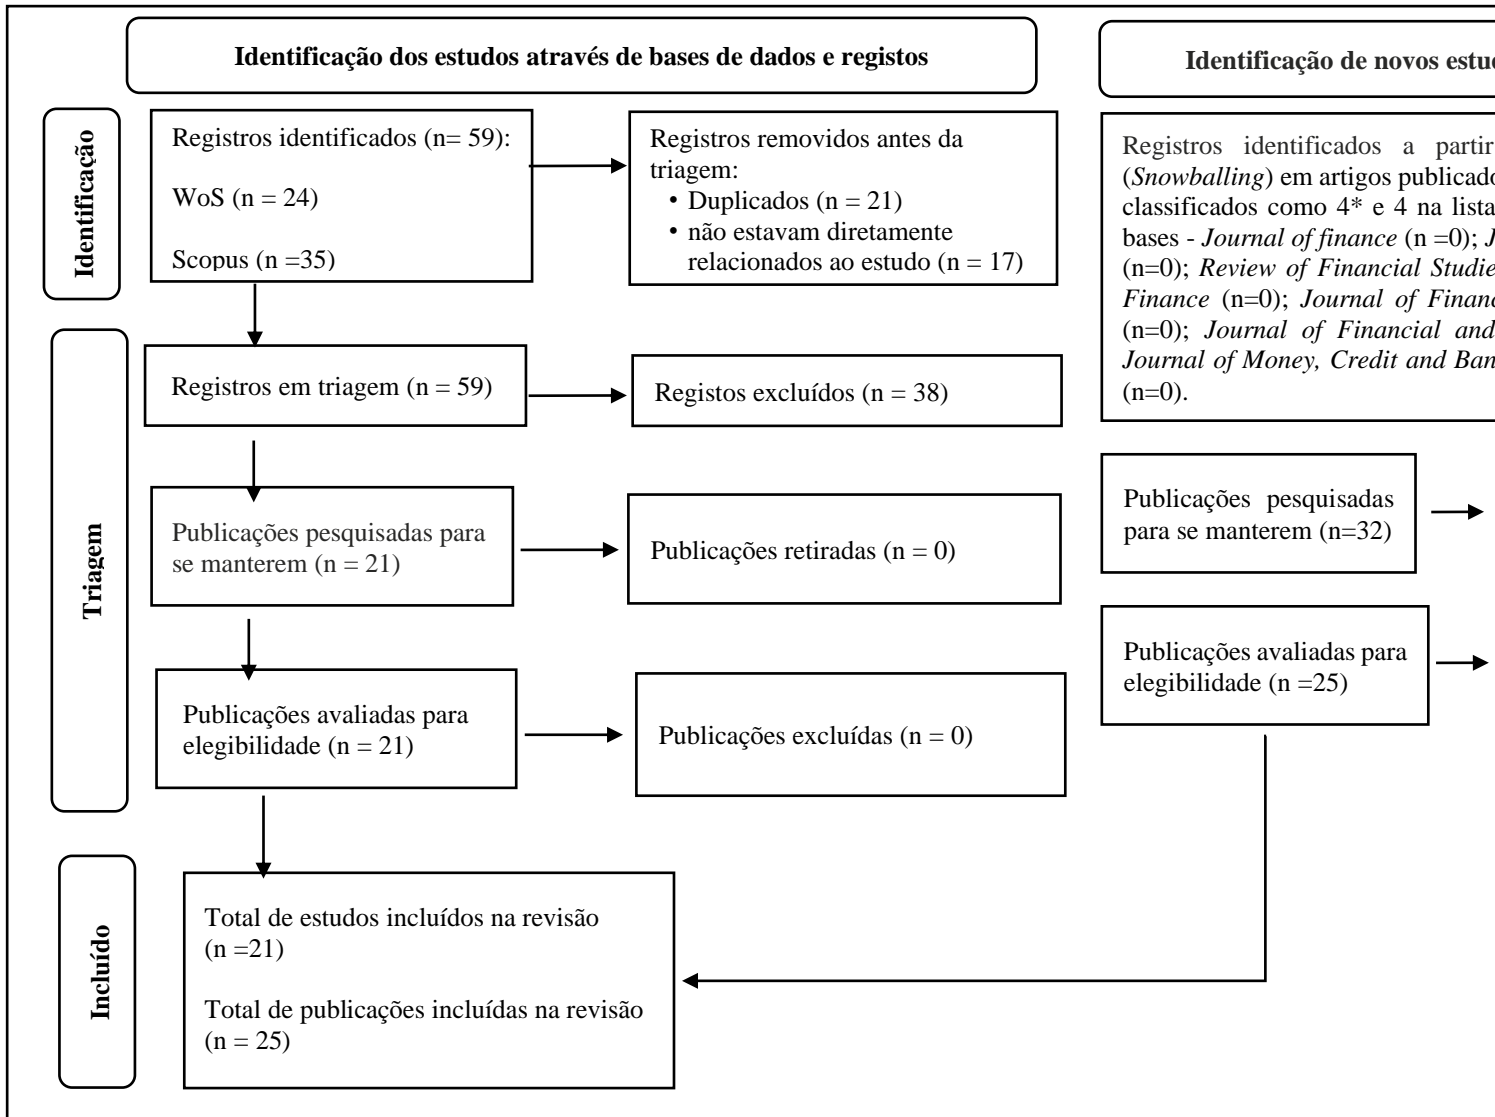 Identificação dos estudos através de bases de dados e registos
Identificação de novos
Identificação
Registros identificados (n= 59):
WoS (n = 24)
Scopus (n =35)
Registros removidos antes da
triagem:
• Duplicados (n = 21)
• não estavam diretamente
relacionados ao estudo (n = 17)
Registros identificados a partir
(Snowballing) em artigos
classificados como 4* e 4 na lista
bases - Journal of finance (n =0);
(n=0); Review of Financial
Finance (n=0); Journal of
(n=0); Journal of Financial and
Journal of Money, Credit and
(n=0).
Triagem
Registros em triagem (n = 59)
Registos excluídos (n = 38)
Publicações pesquisadas para
se manterem (n = 21)
Publicações retiradas (n = 0)
Publicações pesquisadas
para se manterem (n=32)
Publicações avaliadas para
elegibilidade (n = 21)
Publicações excluídas (n = 0)
Publicações avaliadas para
elegibilidade (n =25)
Incluído
Total de estudos incluídos na revisão
(n =21)
Total de publicações incluídas na revisão
(n = 25)